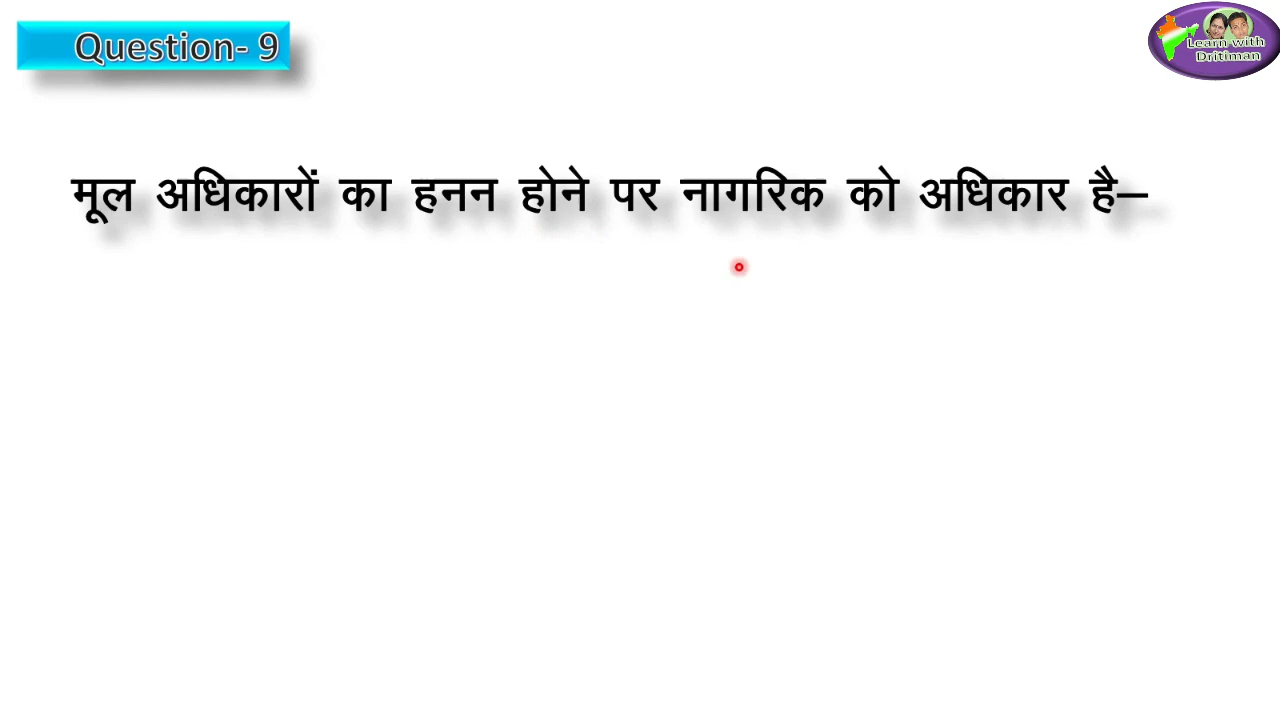 Question- 9
Learn with
Dritiman
मूल अधिकारों का हनन होने पर नागरिक को अधिकार है–